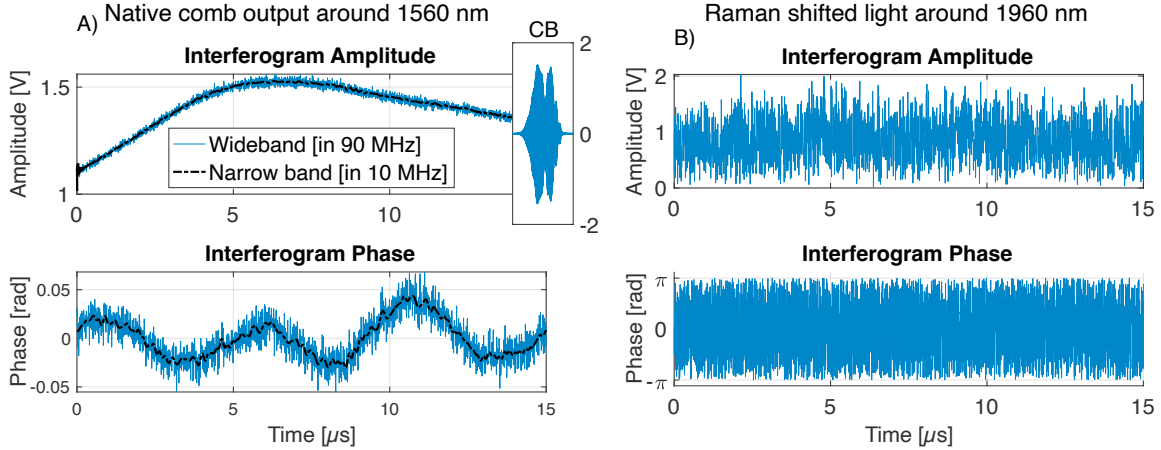 Native comb output around 1560 nm
A)
Interferogram Amplitude
CB
2
0
-2
1.5
1
Amplitude [V]
Wideband [in 90 MHz]
Narrow band [in 10 MHz]
0
5
10
Interferogram Phase
0.05
0
-0.05
Phase [rad]
0
5
10
15
Time [µs]
Raman shifted light around 1960 nm
B)
Interferogram Amplitude
2
1
0
Amplitude [V]
0
5
10
15
Interferogram Phase
π
0
-π
Phase [rad]
0
5
10
15
Time [µs]